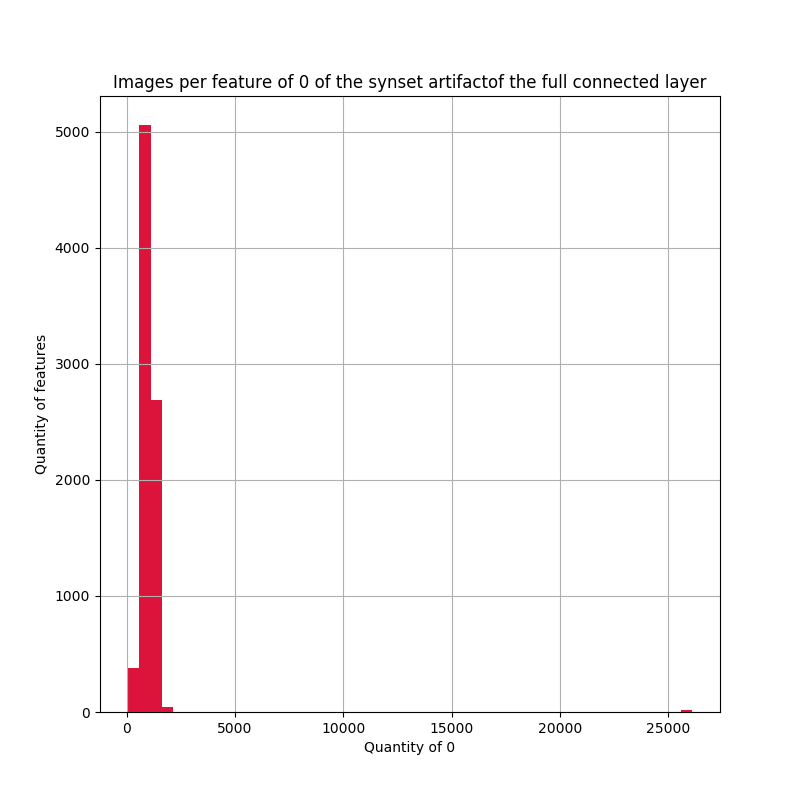 Images per feature of 0 of the synset artifactof the full connected layer
Quantity of features
5000
4000
3000
2000
1000
0
0 5000 10000 15000 20000 25000
Quantity of 0